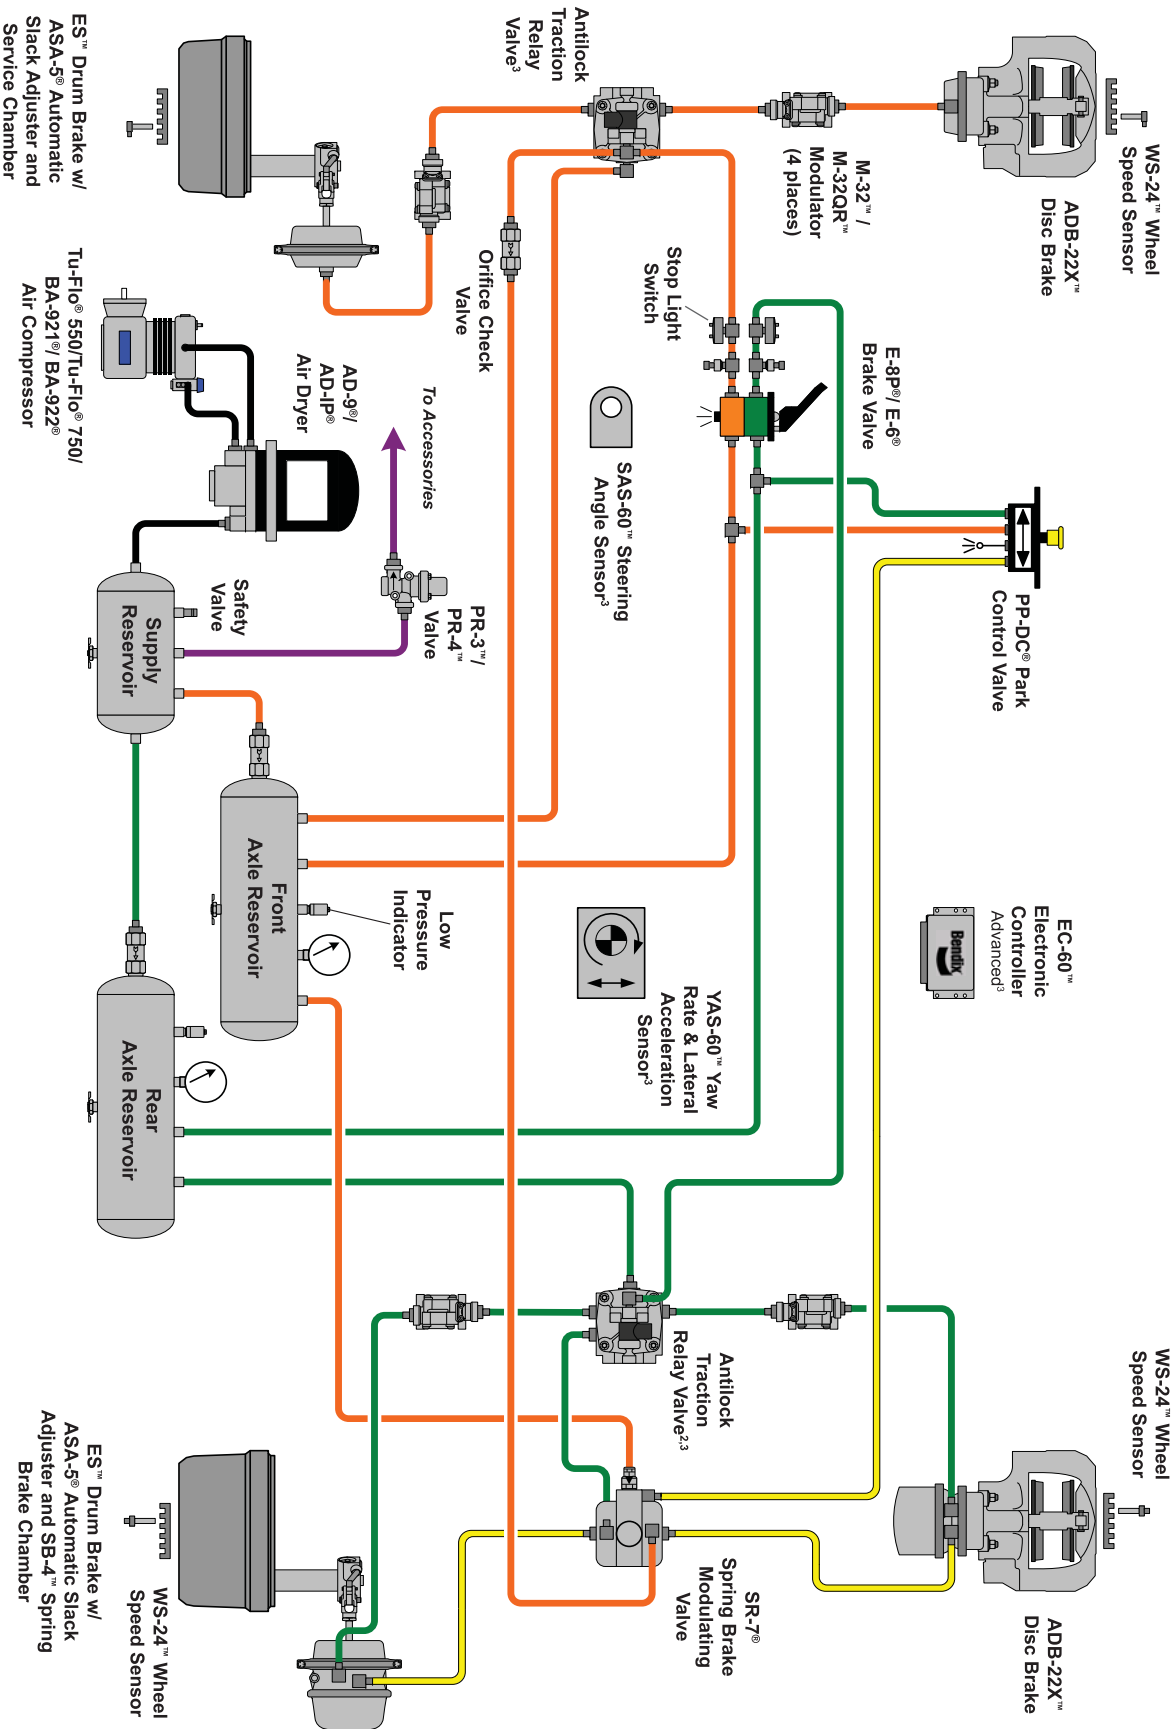 WS-24™ Wheel
Speed Sensor
ADB-22X™
Disc Brake
M-32™ /
M-32QR™
Modulator
(4 places)
Antilock
Traction
Relay
Valve³
ES™ Drum Brake w/
ASA-5® Automatic
Slack Adjuster and
Service Chamber
Stop Light
Switch
Orifice Check
Valve
E-8P®/ E-6®
Brake Valve
PP-DC® Park
Control Valve
SAS-60™ Steering
Angle Sensor³
To Accessories
AD-9®/
AD-IP®
Air Dryer
Tu-Flo® 550/Tu-Flo® 750/
BA-921®/ BA-922®
Air Compressor
PR-3™/
PR-4™
Valve
Safety
Valve
Supply
Reservoir
Front
Axle Reservoir
Low
Pressure
Indicator
Rear
Axle Reservoir
EC-60™
Electronic
Controller
Advanced³
Bendix
YAS-60™ Yaw
Rate & Lateral
Acceleration
Sensor³
Antilock
Traction
Relay Valve²,³
SR-7®
Spring Brake
Modulating
Valve
WS-24™ Wheel
Speed Sensor
ADB-22X™
Disc Brake
WS-24™ Wheel
Speed Sensor
ES™ Drum Brake w/
ASA-5® Automatic Slack
Adjuster and SB-4™ Spring
Brake Chamber